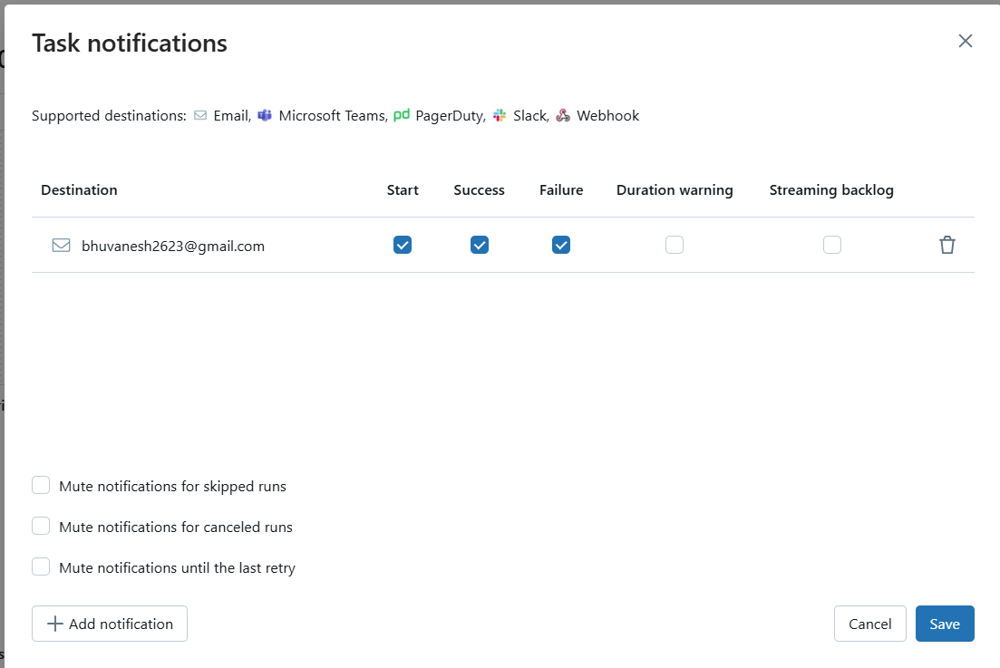 Task notifications
Supported destinations: Email, Microsoft Teams, pd PagerDuty, Slack, Webhook
Destination Start Success Failure Duration warning Streaming backlog
bhuvanesh2623@gmail.com
Mute notifications for skipped runs
Mute notifications for canceled runs
Mute notifications until the last retry
Add notification Cancel Save